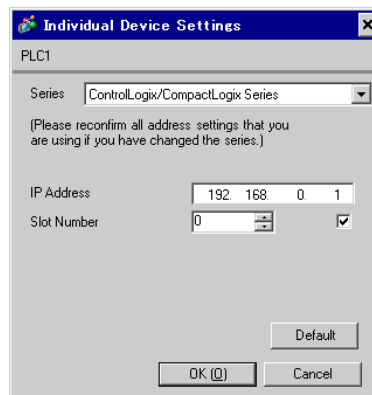 Individual Device Settings
PLC1
Series ControlLogix/CompactLogix Series
(Please reconfirm all address settings that you
are using if you have changed the series.)
IP Address 192. 168. 0. 1
Slot Number 0
Default
OK (O) Cancel